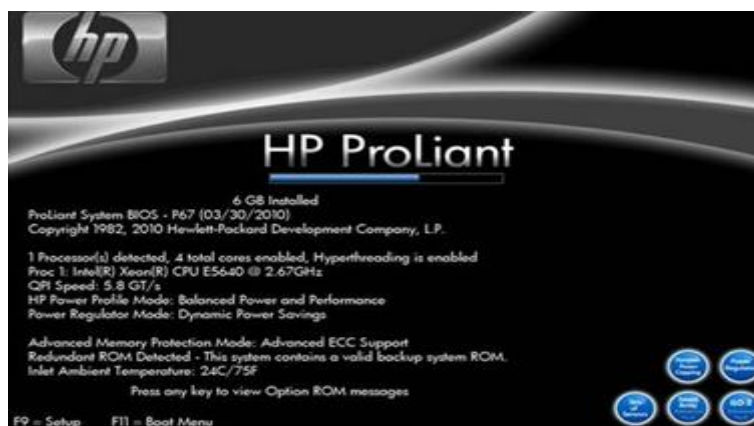 hp
HP ProLiant
6 GB Installed
ProLiant System BIOS - P67 (03/30/2010)
Copyright 1982, 2010 Hewlett-Packard Development Company, L.P.
1 Processor(s) detected, 4 total cores enabled, Hyperthreading is enabled
Proc 1: Intel(R) Xeon(R) CPU E5640 @ 2.67GHz
QPI Speed: 5.8 GT/s
HP Power Profile Mode: Balanced Power and Performance
Power Regulator Mode: Dynamic Power Savings
Advanced Memory Protection Mode: Advanced ECC Support
Redundant ROM Detected - This system contains a valid backup system ROM.
Inlet Ambient Temperature: 24C/75F
Press any key to view Option ROM messages
F9 = Setup F11 = Boot Menu